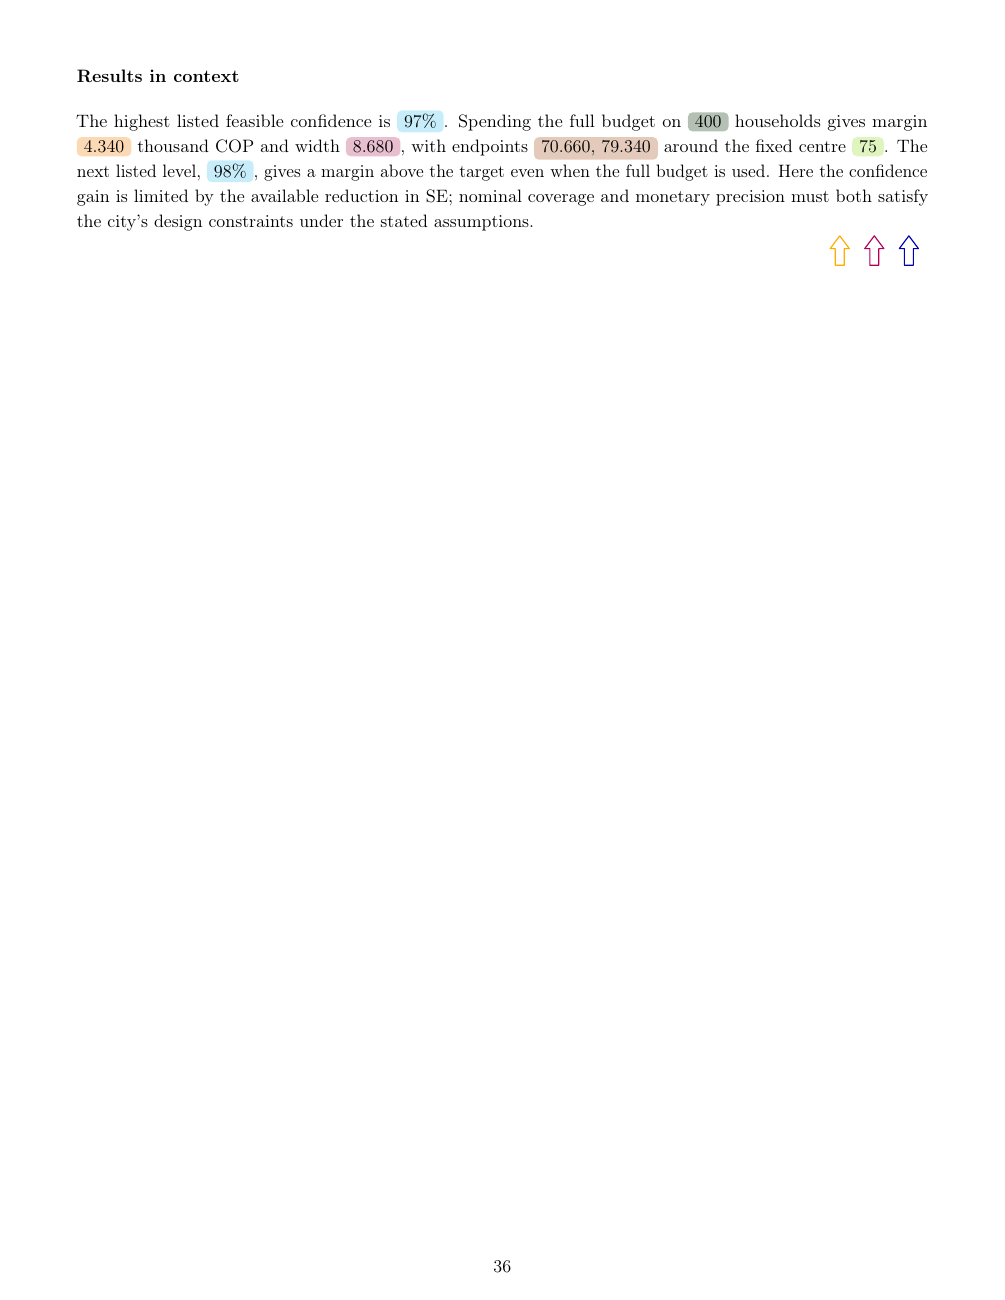 Results in context
The highest listed feasible confidence is 97% . Spending the full budget on 400 households gives margin
4.340 thousand COP and width 8.680 , with endpoints 70.660, 79.340 around the fixed centre 75 . The
next listed level, 98% , gives a margin above the target even when the full budget is used. Here the confidence
gain is limited by the available reduction in SE; nominal coverage and monetary precision must both satisfy
the city's design constraints under the stated assumptions.
36